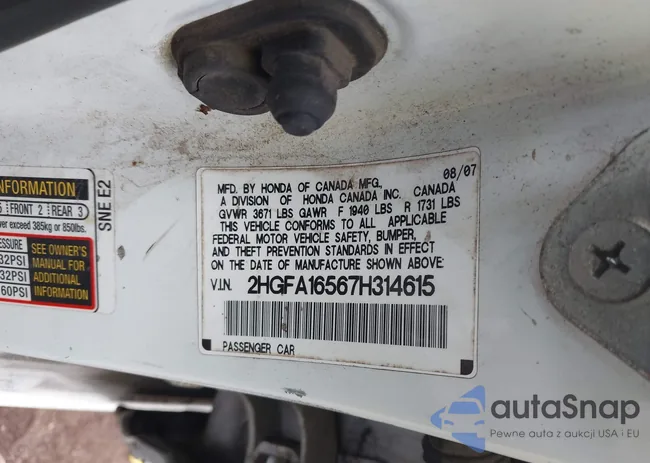 NFORMATION
5 FRONT 2 REAR 3
wer exceed 385kg or 850lbs.
SNE E2
ESSURE
32PSI
32PSI
60PSI
SEE OWNER'S
MANUAL FOR
ADDITIONAL
INFORMATION
08/07
MFD. BY HONDA OF CANADA MFG.,
A DIVISION OF HONDA CANADA INC. CANADA
GVWR 3671 LBS GAWR F 1940 LBS R 1731 LBS
THIS VEHICLE CONFORMS TO ALL APPLICABLE
FEDERAL MOTOR VEHICLE SAFETY, BUMPER,
AND THEFT PREVENTION STANDARDS IN EFFECT
ON THE DATE OF MANUFACTURE SHOWN ABOVE.
V.I.N. 2HGFA16567H314615
PASSENGER CAR
autaSnap
Pewne auta z aukcji USA i EU